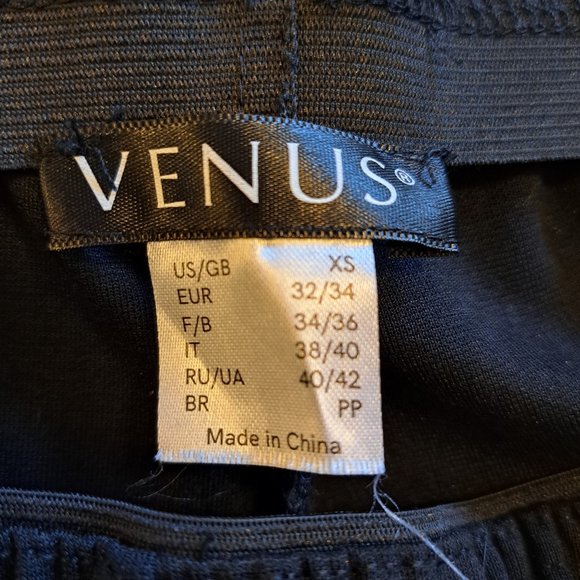 VENUS®
US/GB XS
EUR 32/34
F/B 34/36
IT 38/40
RU/UA 40/42
BR PP
Made in China